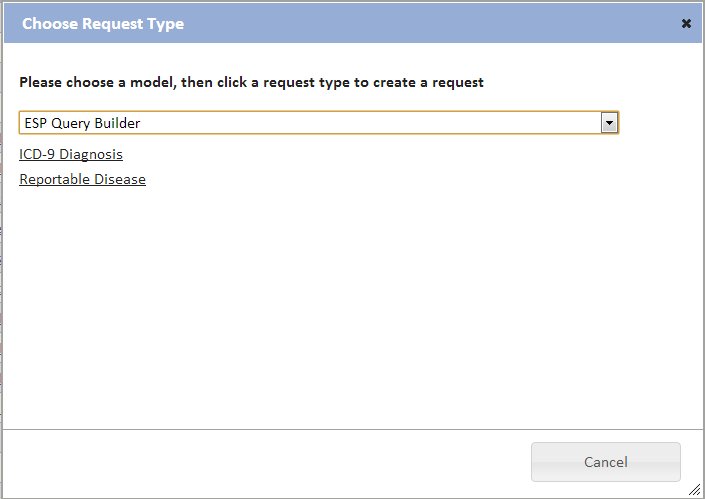 Choose Request Type
Please choose a model, then click a request type to create a request
ESP Query Builder
ICD-9 Diagnosis
Reportable Disease
Cancel